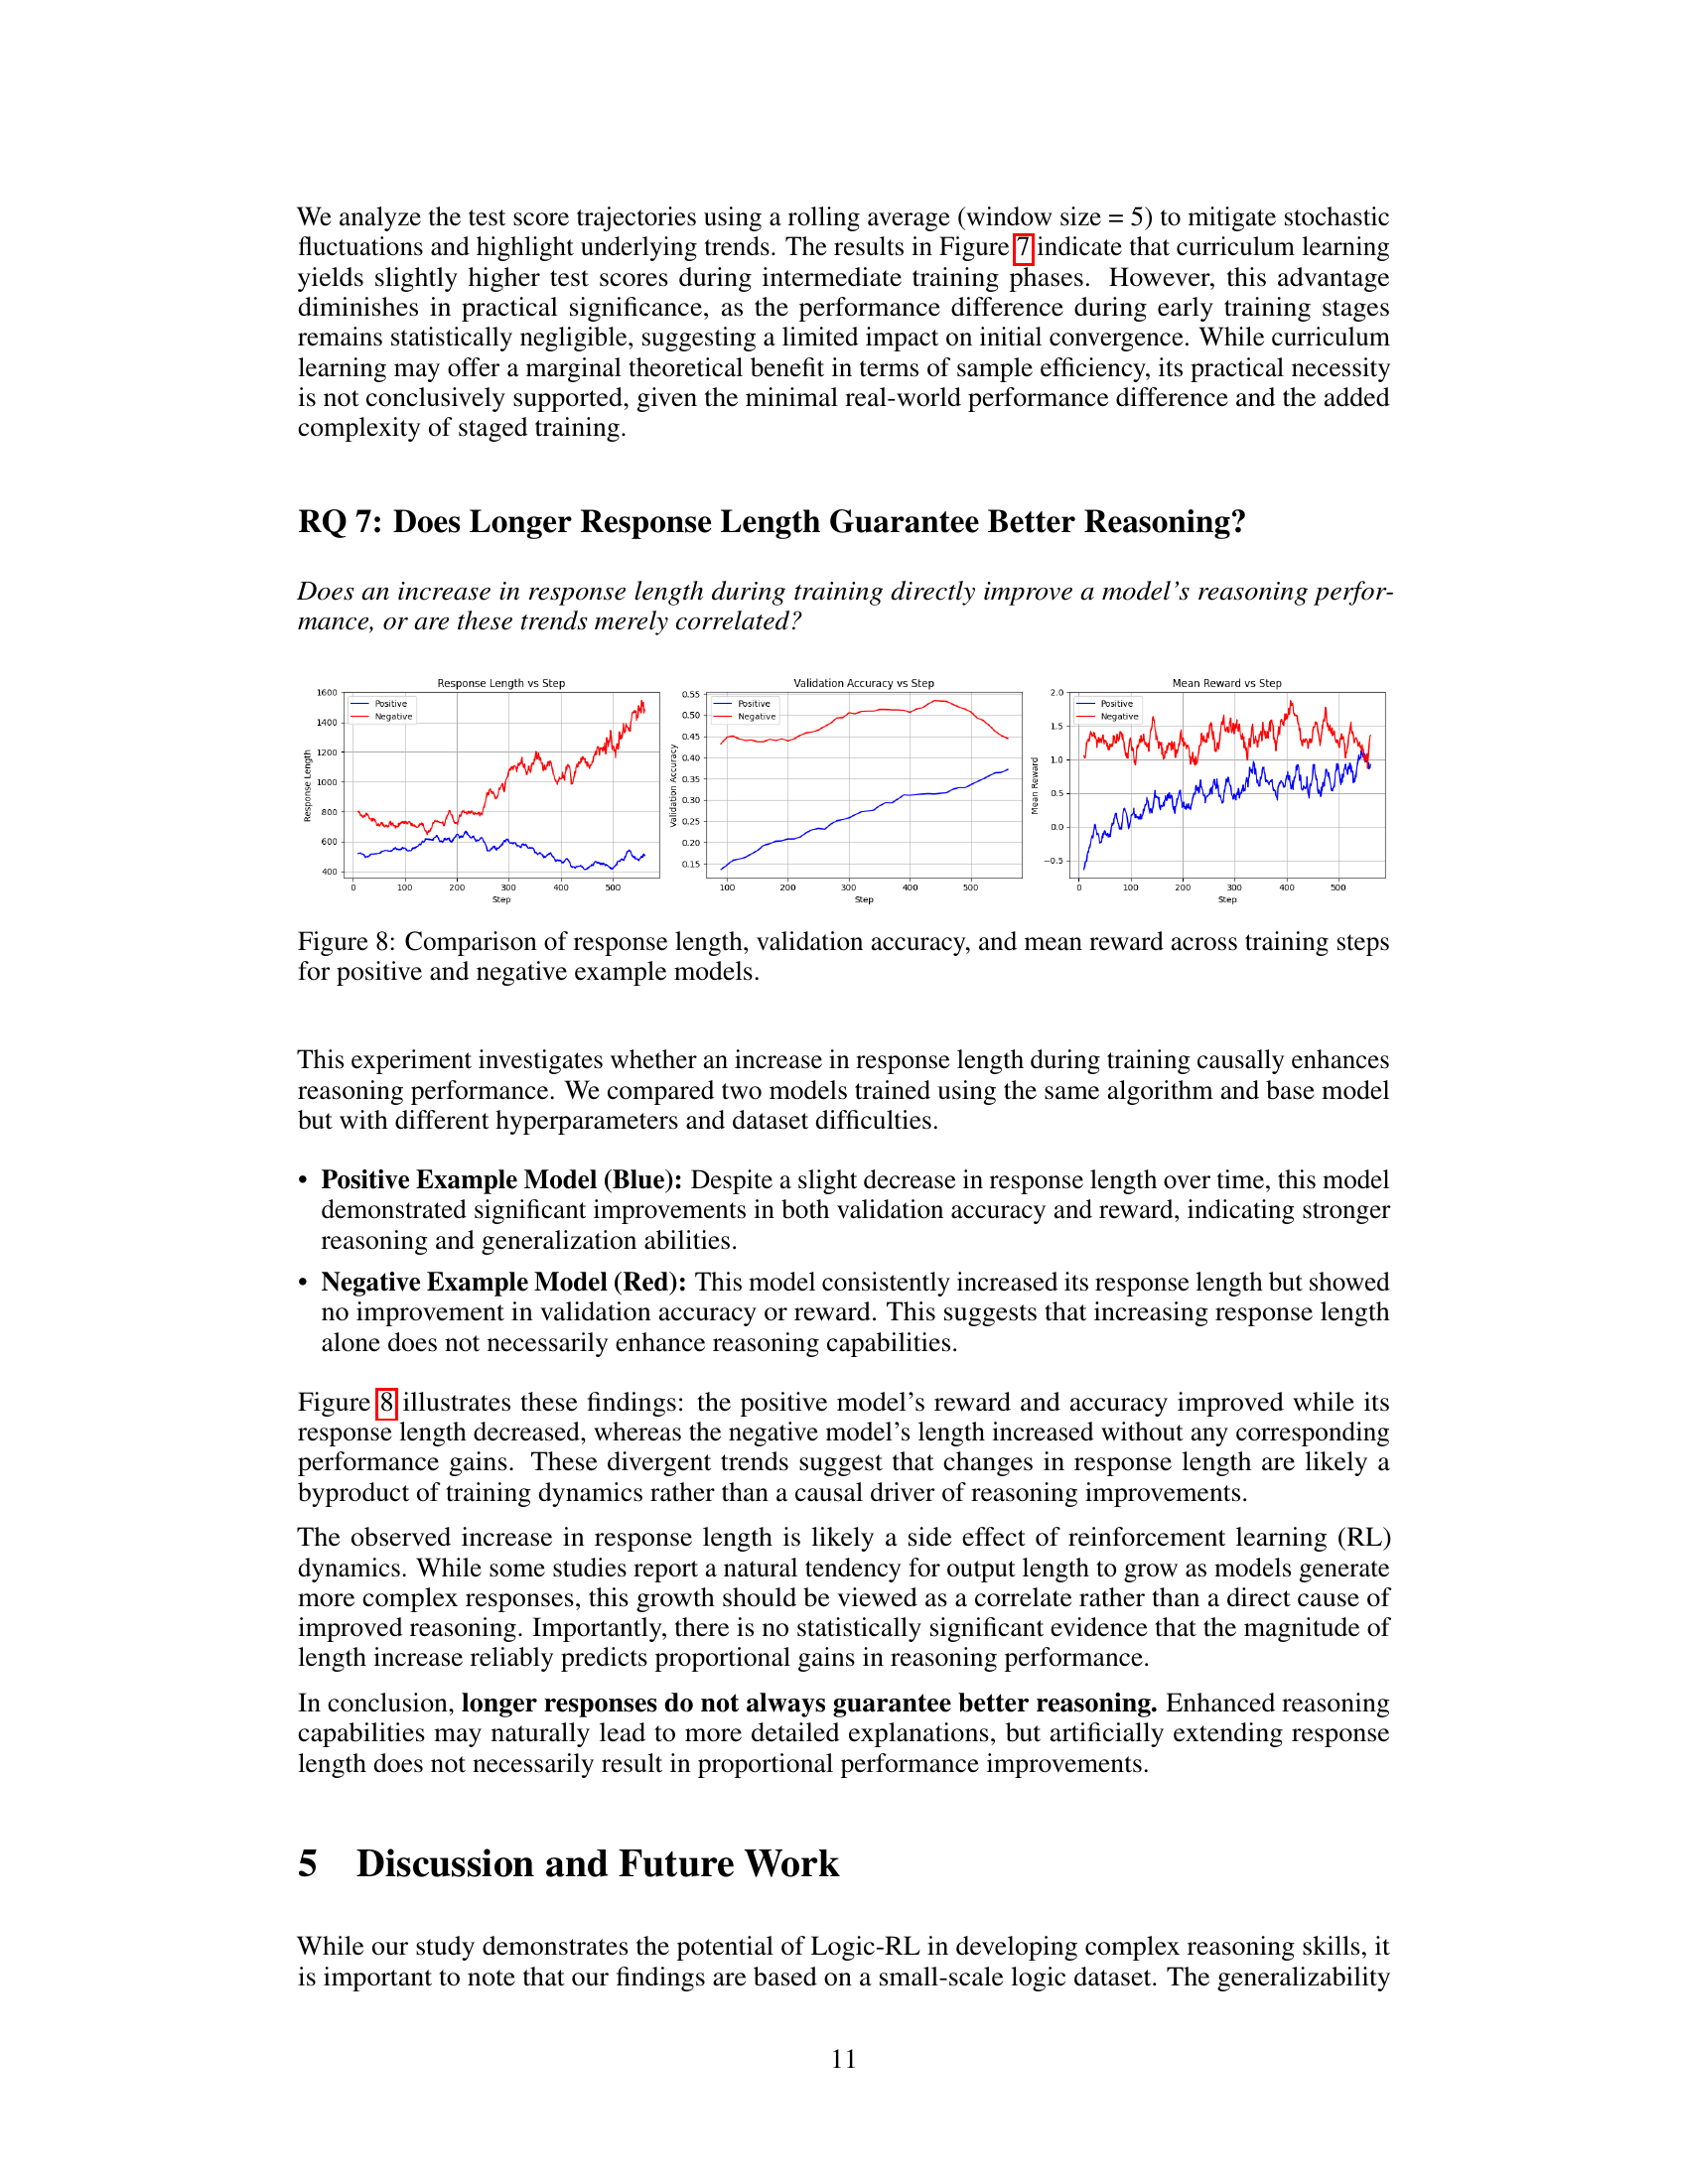 We analyze the test score trajectories using a rolling average (window size = 5) to mitigate stochastic
fluctuations and highlight underlying trends. The results in Figure 7 indicate that curriculum learning
yields slightly higher test scores during intermediate training phases. However, this advantage
diminishes in practical significance, as the performance difference during early training stages
remains statistically negligible, suggesting a limited impact on initial convergence. While curriculum
learning may offer a marginal theoretical benefit in terms of sample efficiency, its practical necessity
is not conclusively supported, given the minimal real-world performance difference and the added
complexity of staged training.
RQ 7: Does Longer Response Length Guarantee Better Reasoning?
Does an increase in response length during training directly improve a model's reasoning perfor-
mance, or are these trends merely correlated?
Response Length vs Step
Positive
Negative
1600
1400
1200
1000
800
600
400
Response Length
0 100 200 300 400 500
Step
Validation Accuracy vs Step
Positive
Negative
0.55
0.50
0.45
0.40
0.35
0.30
0.25
0.20
0.15
Validation Accuracy
100 200 300 400 500
Step
Mean Reward vs Step
Positive
Negative
2.0
1.5
1.0
0.5
0.0
−0.5
Mean Reward
0 100 200 300 400 500
Step
Figure 8: Comparison of response length, validation accuracy, and mean reward across training steps
for positive and negative example models.
This experiment investigates whether an increase in response length during training causally enhances
reasoning performance. We compared two models trained using the same algorithm and base model
but with different hyperparameters and dataset difficulties.
• Positive Example Model (Blue): Despite a slight decrease in response length over time, this model
demonstrated significant improvements in both validation accuracy and reward, indicating stronger
reasoning and generalization abilities.
• Negative Example Model (Red): This model consistently increased its response length but showed
no improvement in validation accuracy or reward. This suggests that increasing response length
alone does not necessarily enhance reasoning capabilities.
Figure 8 illustrates these findings: the positive model's reward and accuracy improved while its
response length decreased, whereas the negative model's length increased without any corresponding
performance gains. These divergent trends suggest that changes in response length are likely a
byproduct of training dynamics rather than a causal driver of reasoning improvements.
The observed increase in response length is likely a side effect of reinforcement learning (RL)
dynamics. While some studies report a natural tendency for output length to grow as models generate
more complex responses, this growth should be viewed as a correlate rather than a direct cause of
improved reasoning. Importantly, there is no statistically significant evidence that the magnitude of
length increase reliably predicts proportional gains in reasoning performance.
In conclusion, longer responses do not always guarantee better reasoning. Enhanced reasoning
capabilities may naturally lead to more detailed explanations, but artificially extending response
length does not necessarily result in proportional performance improvements.
5 Discussion and Future Work
While our study demonstrates the potential of Logic-RL in developing complex reasoning skills, it
is important to note that our findings are based on a small-scale logic dataset. The generalizability
11